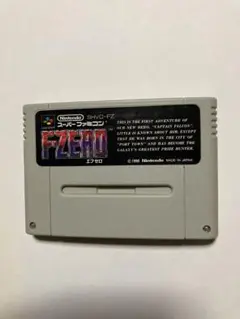 Nintendo SHVC-FZ
スーパーファミコン
F-ZERO
エフゼロ
THIS IS THE FIRST ADVENTURE OF
OUR NEW HERO, "CAPTAIN FALCON".
LITTLE IS KNOWN ABOUT HIM, EXCEPT
THAT HE WAS BORN IN THE CITY OF
"PORT TOWN" AND HAS BECOME THE
GALAXY'S GREATEST PRIZE HUNTER.
© 1990 Nintendo
MADE IN JAPAN